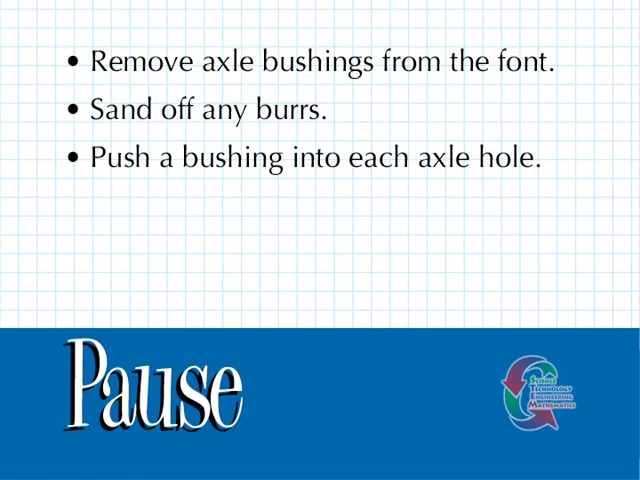 • Remove axle bushings from the font.
• Sand off any burrs.
• Push a bushing into each axle hole.
Pause
Science
Technology
Engineering
Mathematics